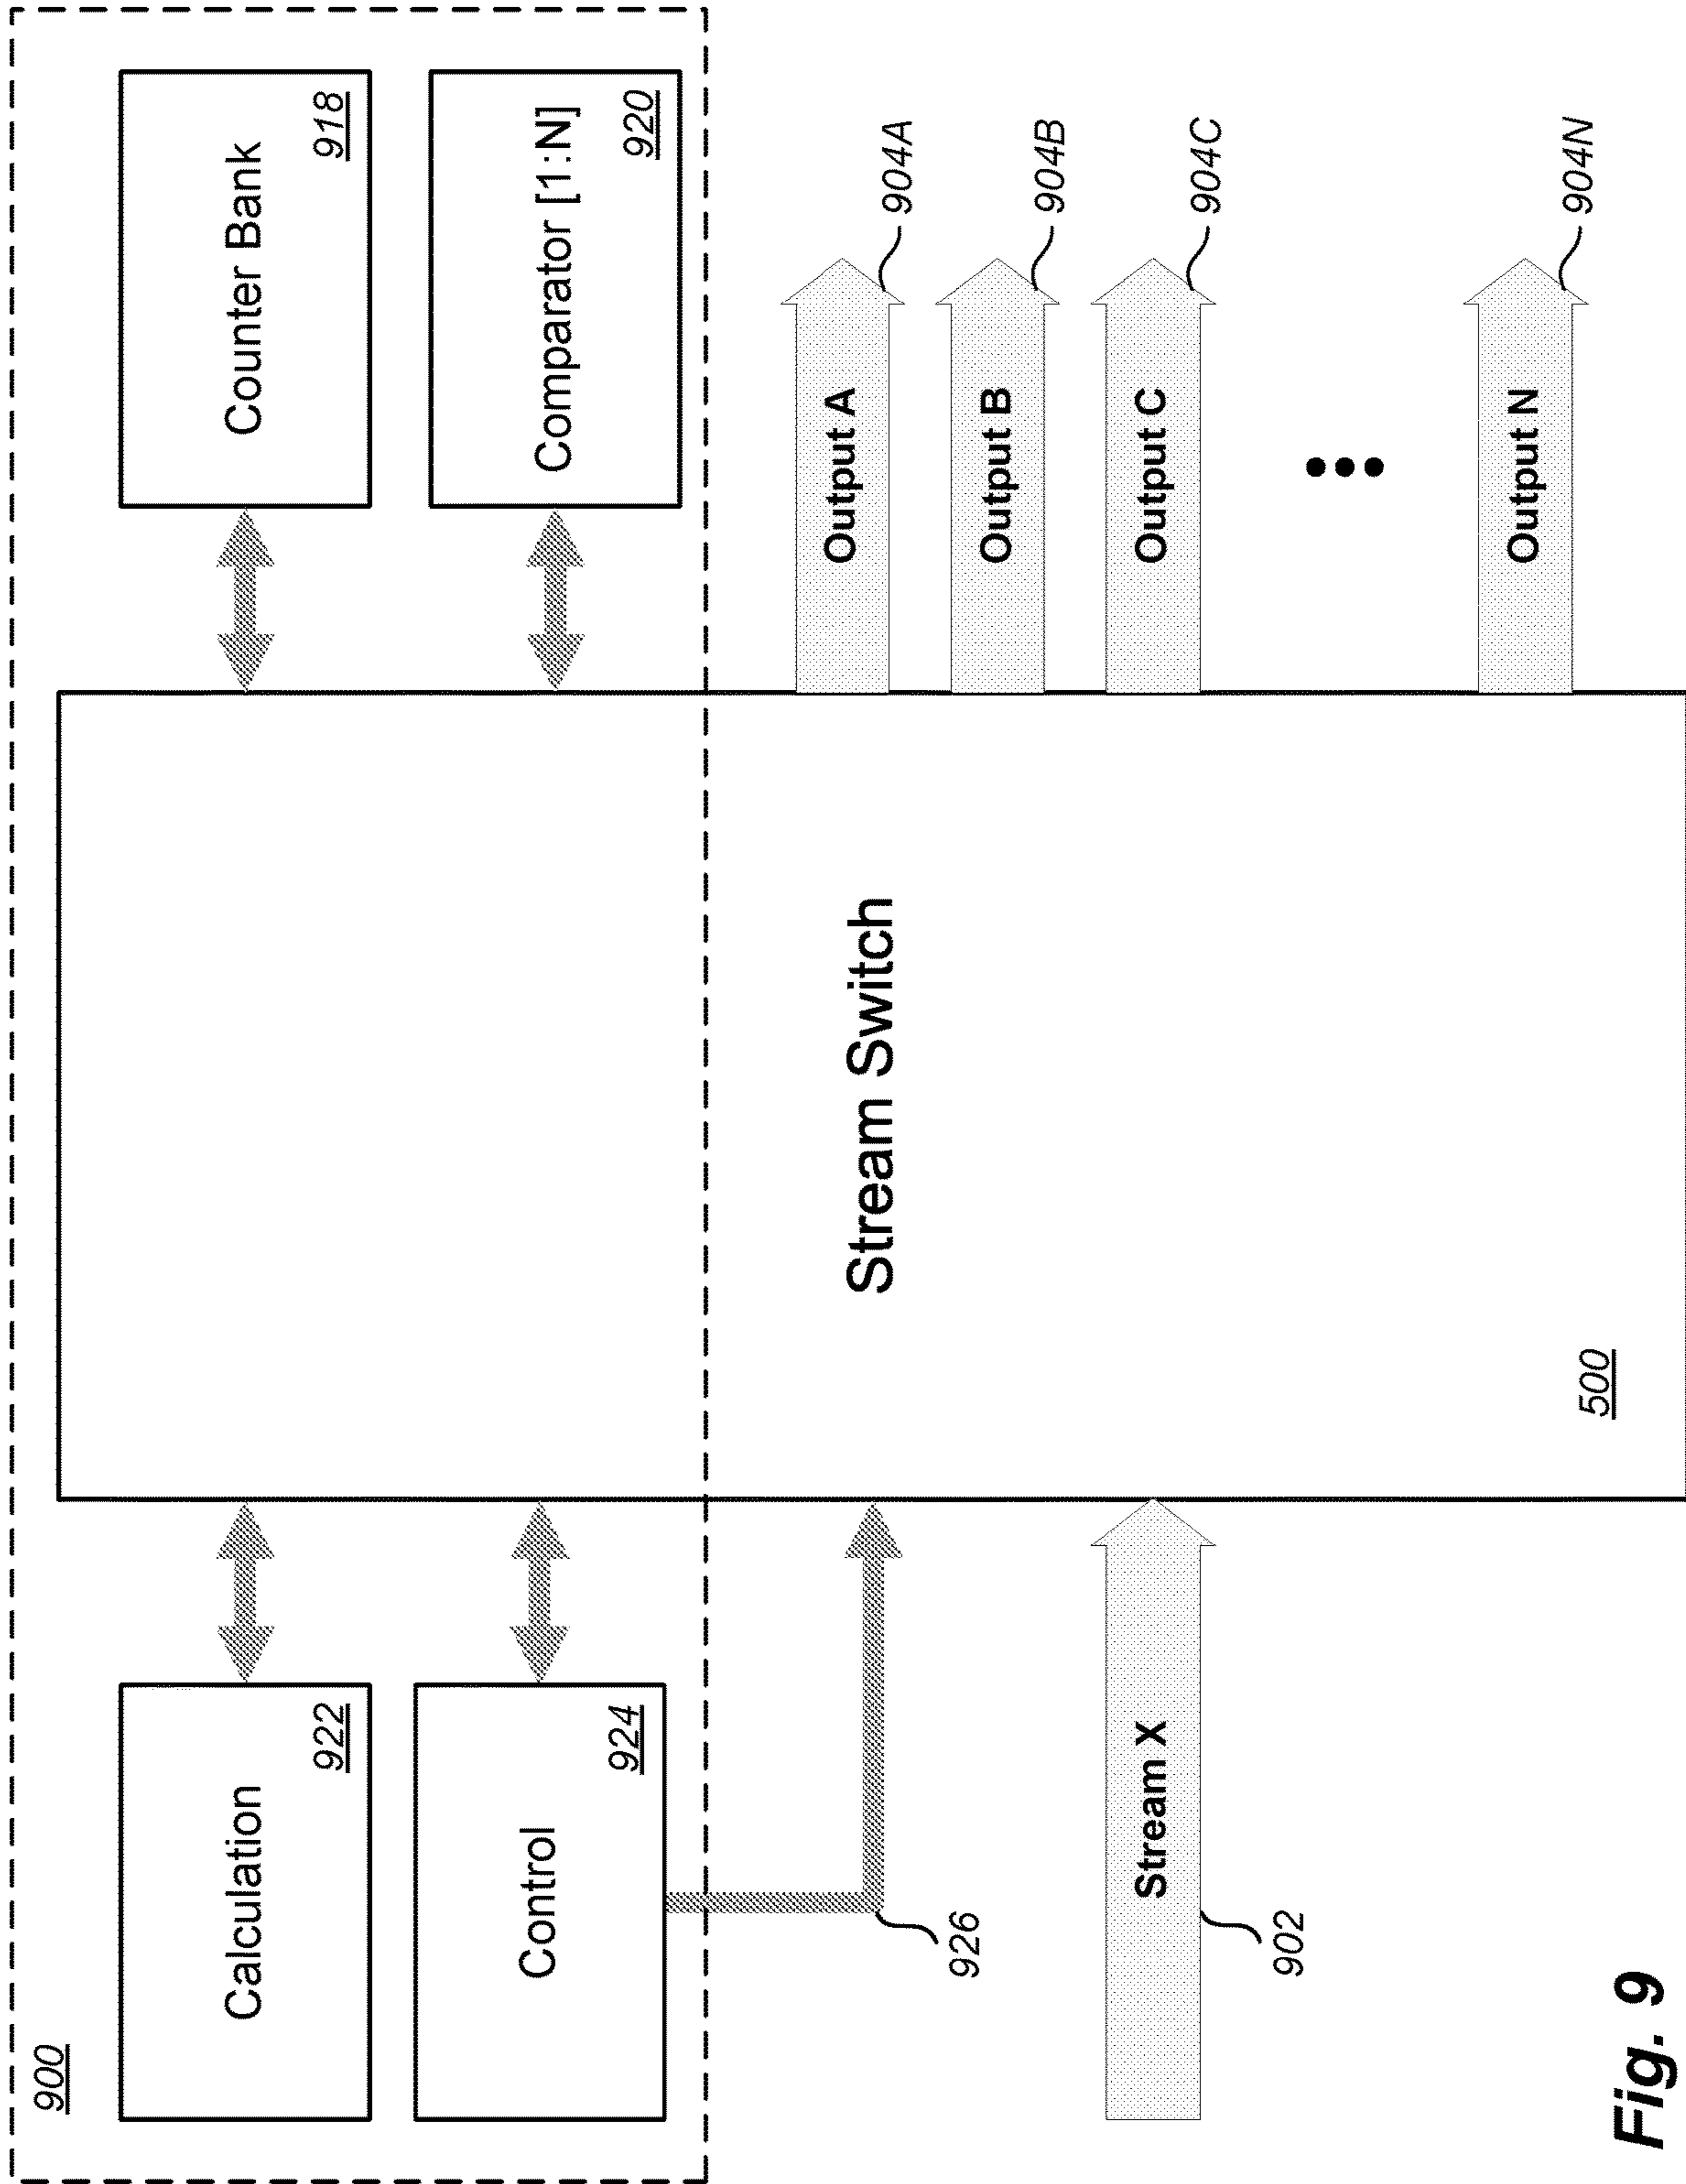 900
Calculation
922
Control
924
926
Stream X
902
Stream Switch
500
Counter Bank
918
Comparator [1:N]
920
Output A
904A
Output B
904B
Output C
904C
Output N
904N
Fig. 9